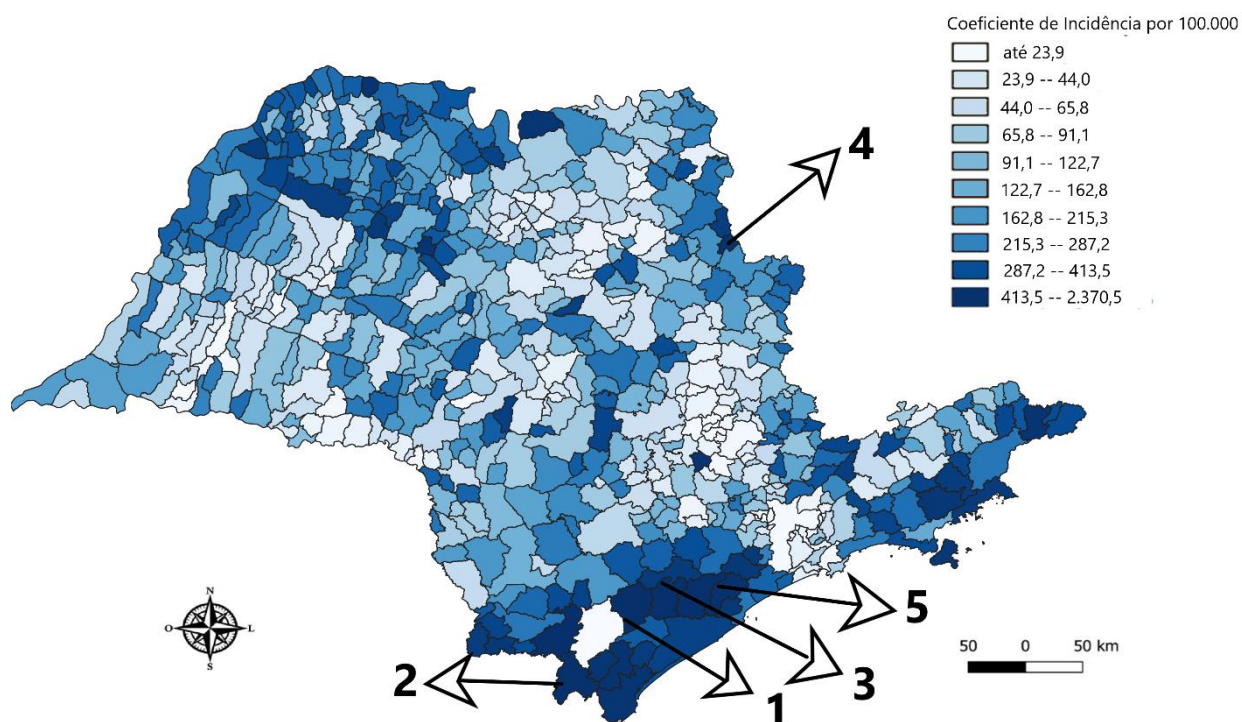 Coeficiente de Incidência por 100.000
até 23,9
23,9 -- 44,0
44,0 -- 65,8
65,8 -- 91,1
91,1 -- 122,7
122,7 -- 162,8
162,8 -- 215,3
215,3 -- 287,2
287,2 -- 413,5
413,5 -- 2.370,5
4
5
N
O L
S
50 0 50 km
2
3
1